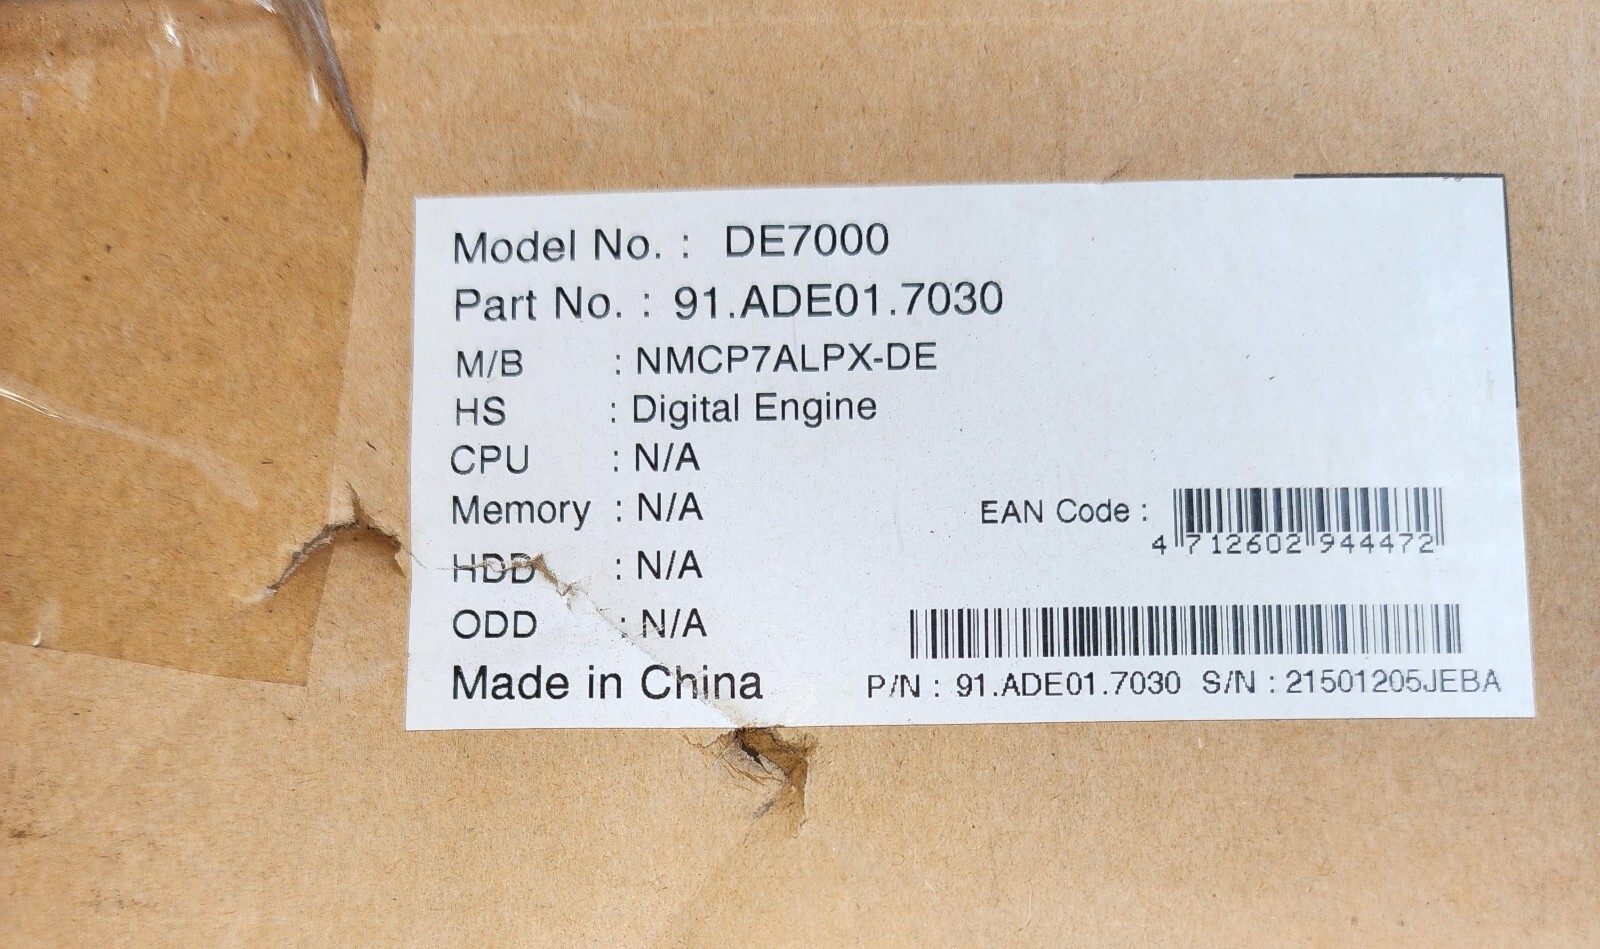 Model No. : DE7000
Part No. : 91.ADE01.7030
M/B : NMCP7ALPX-DE
HS : Digital Engine
CPU : N/A
Memory : N/A
EAN Code :
4 712602 944472
HDD : N/A
ODD : N/A
Made in China
P/N : 91.ADE01.7030 S/N : 21501205JEBA